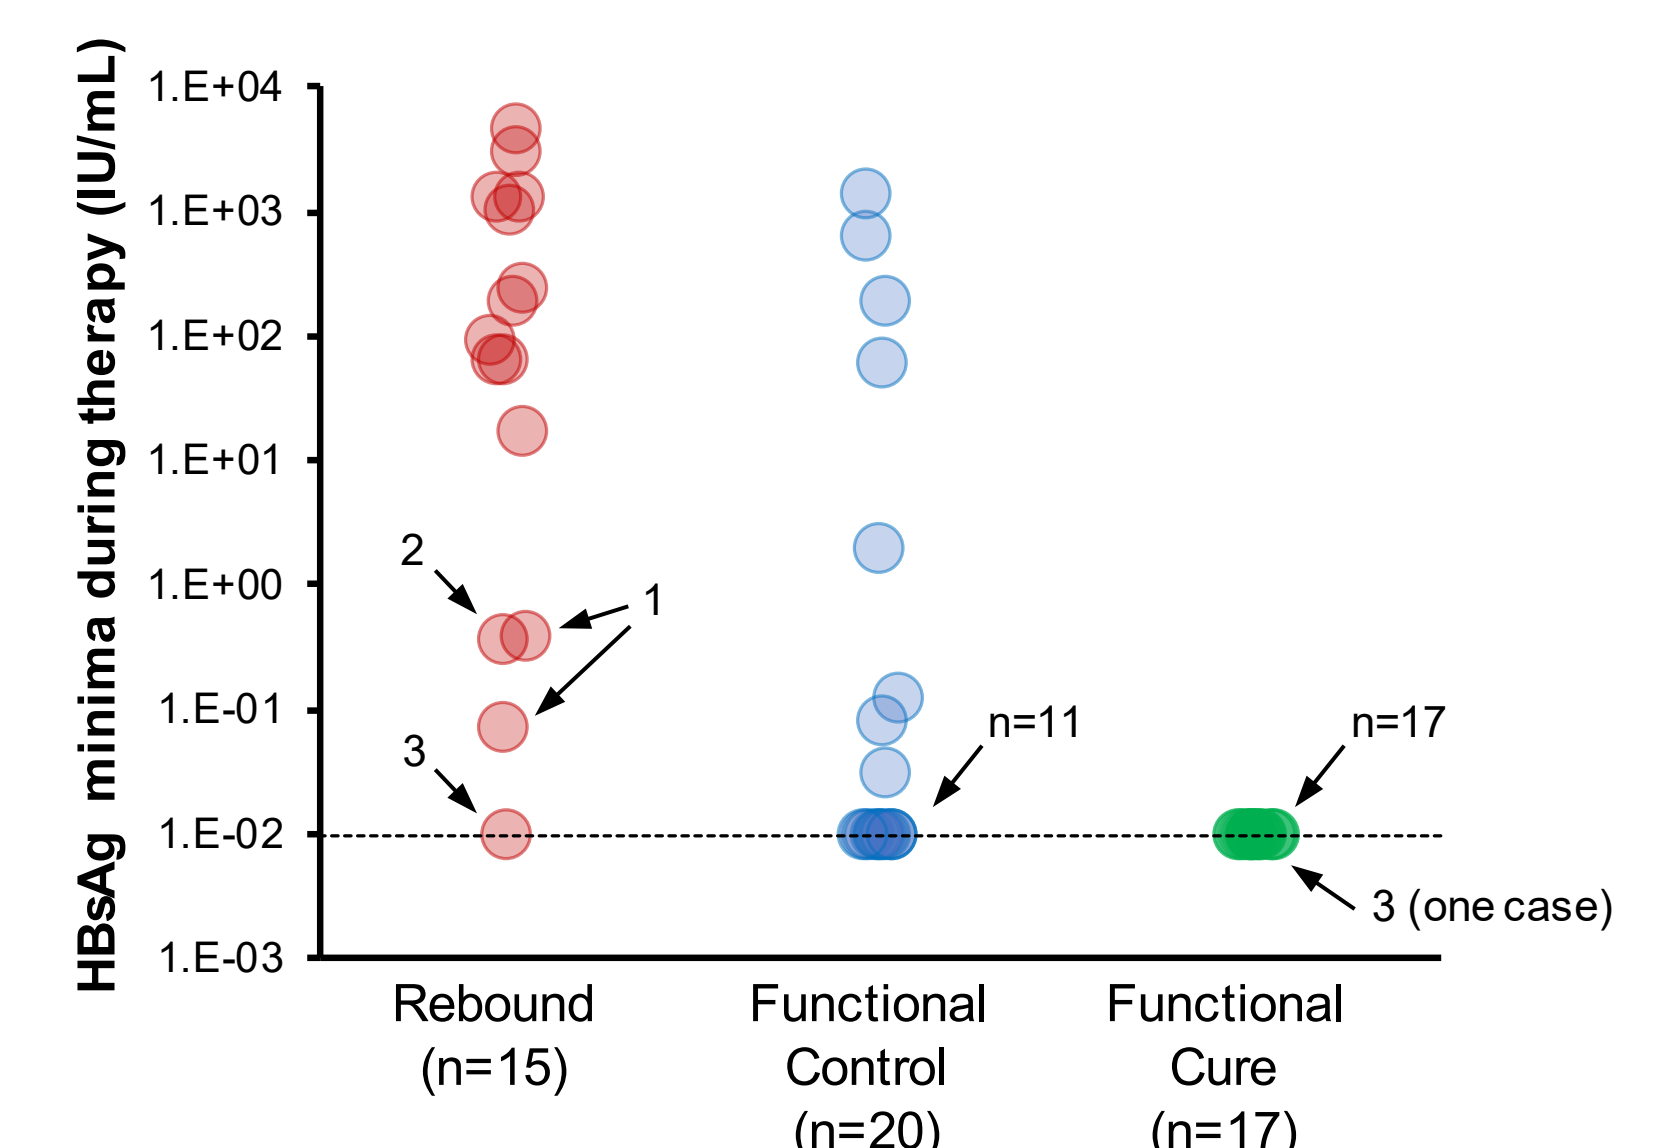 HBsAg minima during therapy (IU/mL)
1.E+04
1.E+03
1.E+02
1.E+01
1.E+00
1.E-01
1.E-02
1.E-03
2
1
3
n=11
n=17
3 (one case)
Rebound
(n=15)
Functional
Control
(n=20)
Functional
Cure
(n=17)